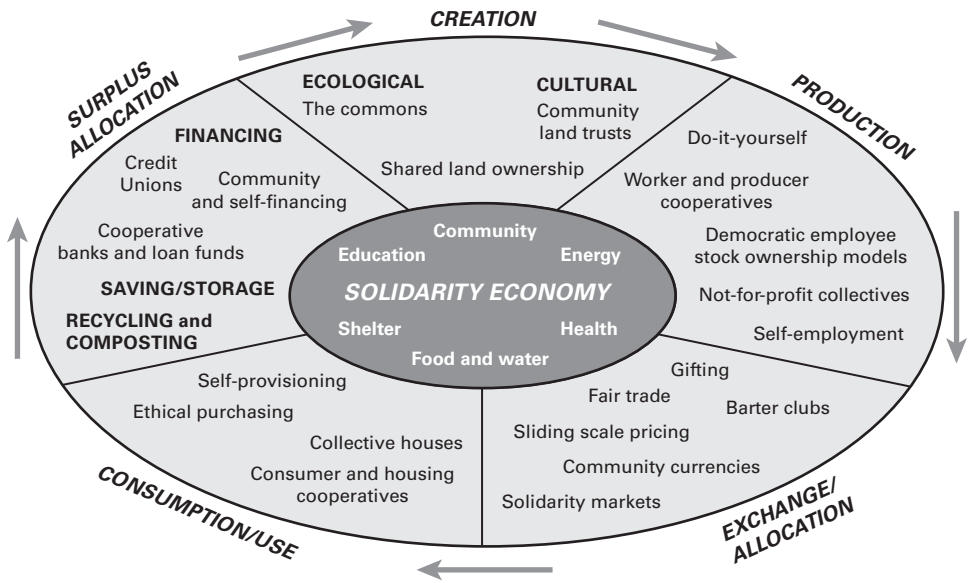 CREATION
ECOLOGICAL
The commons
CULTURAL
Community
land trusts
Shared land ownership
PRODUCTION
Do-it-yourself
Worker and producer
cooperatives
Democratic employee
stock ownership models
Not-for-profit collectives
Self-employment
EXCHANGE/
ALLOCATION
Gifting
Fair trade
Barter clubs
Sliding scale pricing
Community currencies
Solidarity markets
CONSUMPTION/USE
Self-provisioning
Ethical purchasing
Collective houses
Consumer and housing
cooperatives
SURPLUS
ALLOCATION
FINANCING
Credit
Unions
Community
and self-financing
Cooperative
banks and loan funds
SAVING/STORAGE
RECYCLING and
COMPOSTING
Community
Education
Energy
SOLIDARITY ECONOMY
Shelter
Health
Food and water